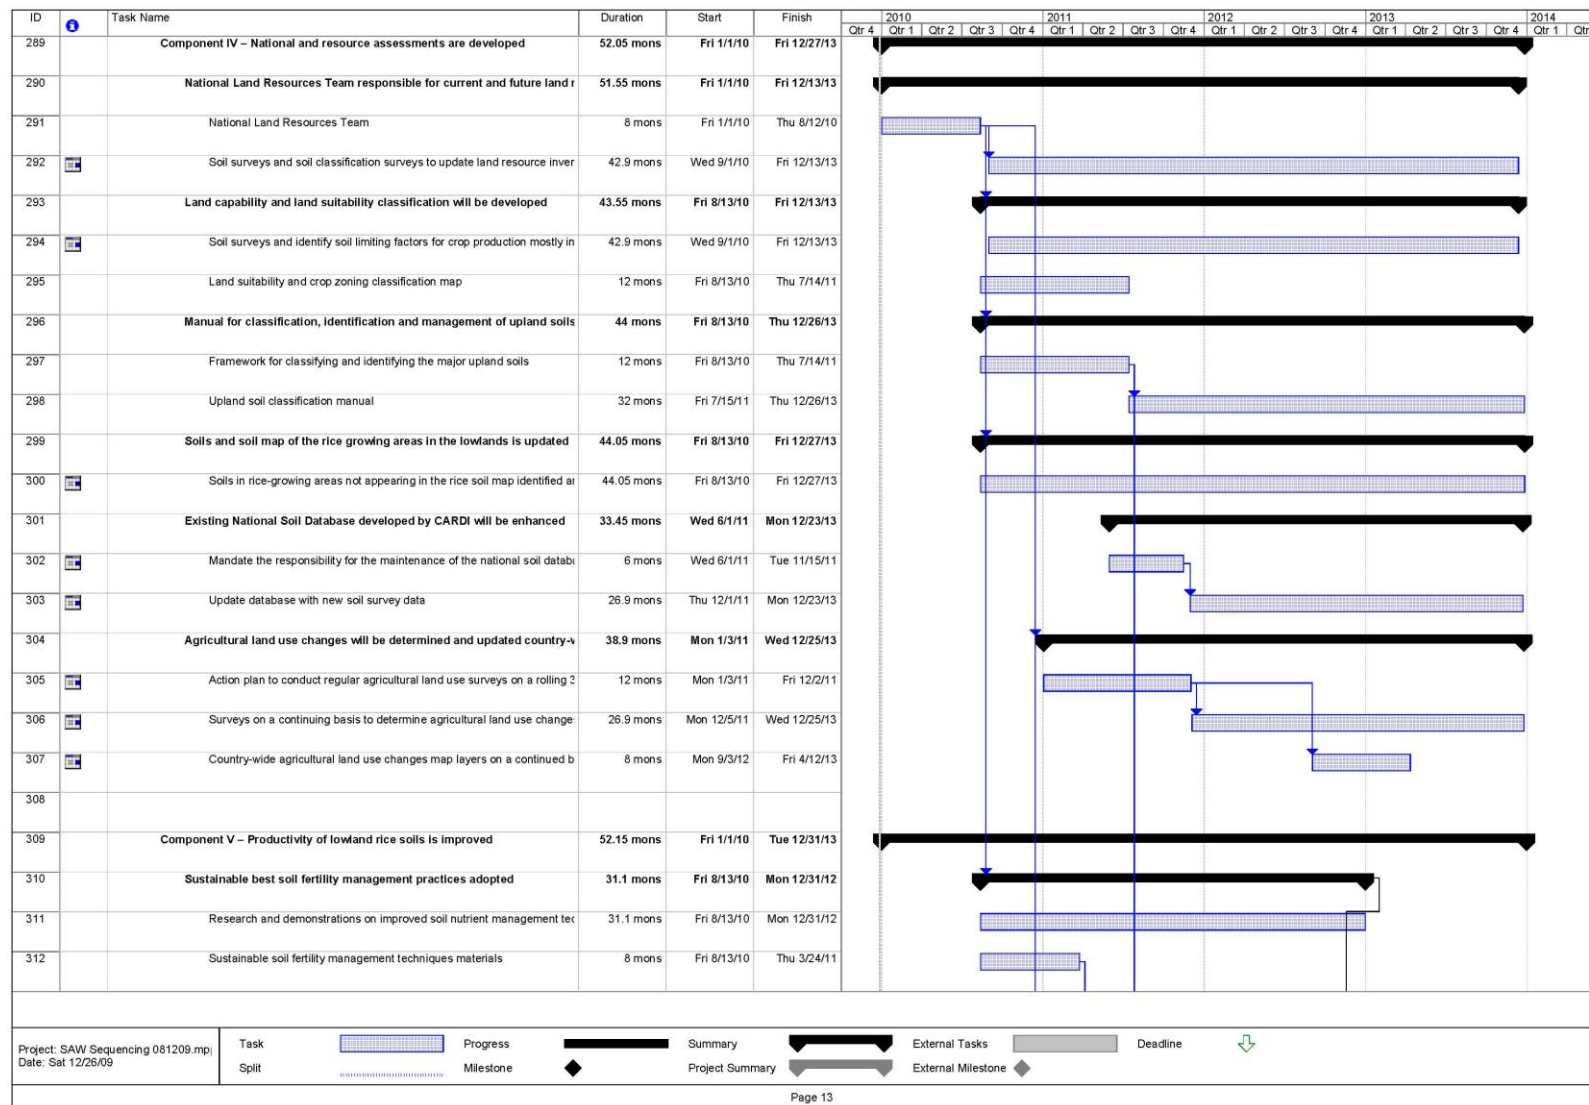 ID Task Name Duration Start Finish 2010 2011 2012 2013 2014
Qtr 4 Qtr 1 Qtr 2 Qtr 3 Qtr 4 Qtr 1 Qtr 2 Qtr 3 Qtr 4 Qtr 1 Qtr 2 Qtr 3 Qtr 4 Qtr 1 Qtr 2 Qtr 3 Qtr 4 Qtr 1 Qtr
289 Component IV – National and resource assessments are developed 52.05 mons Fri 1/1/10 Fri 12/27/13
290 National Land Resources Team responsible for current and future land 51.55 mons Fri 1/1/10 Fri 12/13/13
291 National Land Resources Team 8 mons Fri 1/1/10 Thu 8/12/10
292 Soil surveys and soil classification surveys to update land resource inver 42.9 mons Wed 9/1/10 Fri 12/13/13
293 Land capability and land suitability classification will be developed 43.55 mons Fri 8/13/10 Fri 12/13/13
294 Soil surveys and identify soil limiting factors for crop production mostly in 42.9 mons Wed 9/1/10 Fri 12/13/13
295 Land suitability and crop zoning classification map 12 mons Fri 8/13/10 Thu 7/14/11
296 Manual for classification, identification and management of upland soils 44 mons Fri 8/13/10 Thu 12/26/13
297 Framework for classifying and identifying the major upland soils 12 mons Fri 8/13/10 Thu 7/14/11
298 Upland soil classification manual 32 mons Fri 7/15/11 Thu 12/26/13
299 Soils and soil map of the rice growing areas in the lowlands is updated 44.05 mons Fri 8/13/10 Fri 12/27/13
300 Soils in rice-growing areas not appearing in the rice soil map identified ar 44.05 mons Fri 8/13/10 Fri 12/27/13
301 Existing National Soil Database developed by CARDI will be enhanced 33.45 mons Wed 6/1/11 Mon 12/23/13
302 Mandate the responsibility for the maintenance of the national soil databa 6 mons Wed 6/1/11 Tue 11/15/11
303 Update database with new soil survey data 26.9 mons Thu 12/1/11 Mon 12/23/13
304 Agricultural land use changes will be determined and updated country-v 38.9 mons Mon 1/3/11 Wed 12/25/13
305 Action plan to conduct regular agricultural land use surveys on a rolling 3 12 mons Mon 1/3/11 Fri 12/2/11
306 Surveys on a continuing basis to determine agricultural land use change 26.9 mons Mon 12/5/11 Wed 12/25/13
307 Country-wide agricultural land use changes map layers on a continued b 8 mons Mon 9/3/12 Fri 4/12/13
308
309 Component V – Productivity of lowland rice soils is improved 52.15 mons Fri 1/1/10 Tue 12/31/13
310 Sustainable best soil fertility management practices adopted 31.1 mons Fri 8/13/10 Mon 12/31/12
311 Research and demonstrations on improved soil nutrient management tec 31.1 mons Fri 8/13/10 Mon 12/31/12
312 Sustainable soil fertility management techniques materials 8 mons Fri 8/13/10 Thu 3/24/11
Project: SAW Sequencing 081209.mp
Date: Sat 12/26/09
Task Progress Summary External Tasks Deadline
Split Milestone Project Summary External Milestone
Page 13